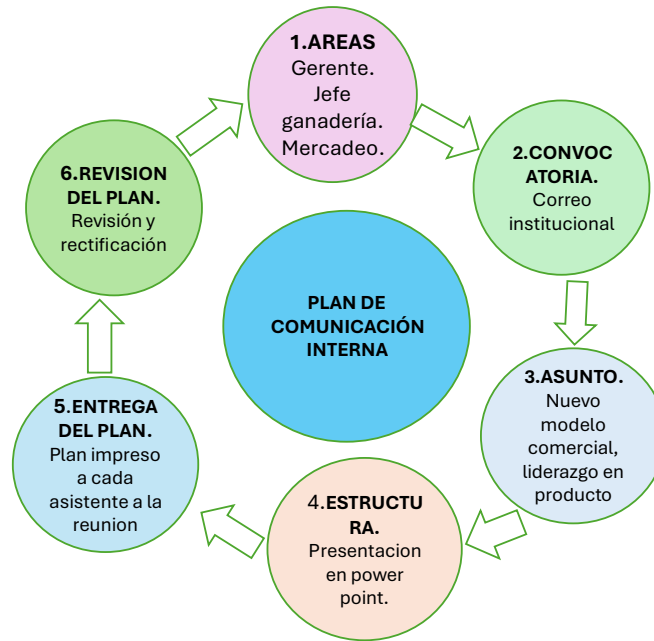 1.AREAS
Gerente.
Jefe
ganadería.
Mercadeo.
2.CONVOC
ATORIA.
Correo
institucional
3.ASUNTO.
Nuevo
modelo
comercial,
liderazgo en
producto
4.ESTRUCTU
RA.
Presentacion
en power
point.
5.ENTREGA
DEL PLAN.
Plan impreso
a cada
asistente a la
reunion
6.REVISION
DEL PLAN.
Revisión y
rectificación
PLAN DE
COMUNICACIÓN
INTERNA